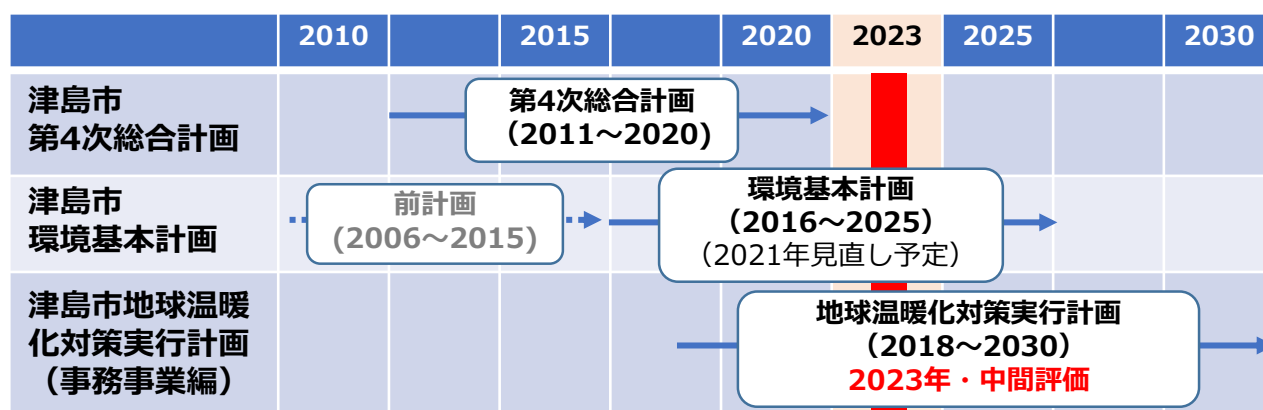 2010 2015 2020 2023 2025 2030
津島市
第4次総合計画
第4次総合計画
（2011～2020)
津島市
環境基本計画
前計画
(2006～2015)
環境基本計画
（2016～2025）
（2021年見直し予定）
津島市地球温暖
化対策実行計画
（事務事業編）
地球温暖化対策実行計画
（2018～2030）
2023年・中間評価